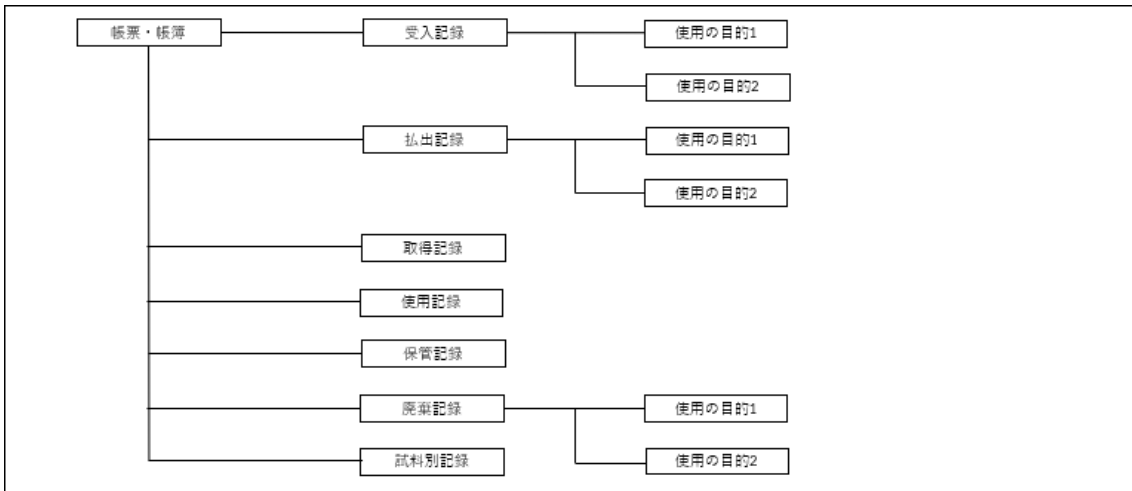 帳票・帳簿
受入記録
使用の目的1
使用の目的2
払出記録
使用の目的1
使用の目的2
取得記録
使用記録
保管記録
廃棄記録
使用の目的1
試料別記録
使用の目的2